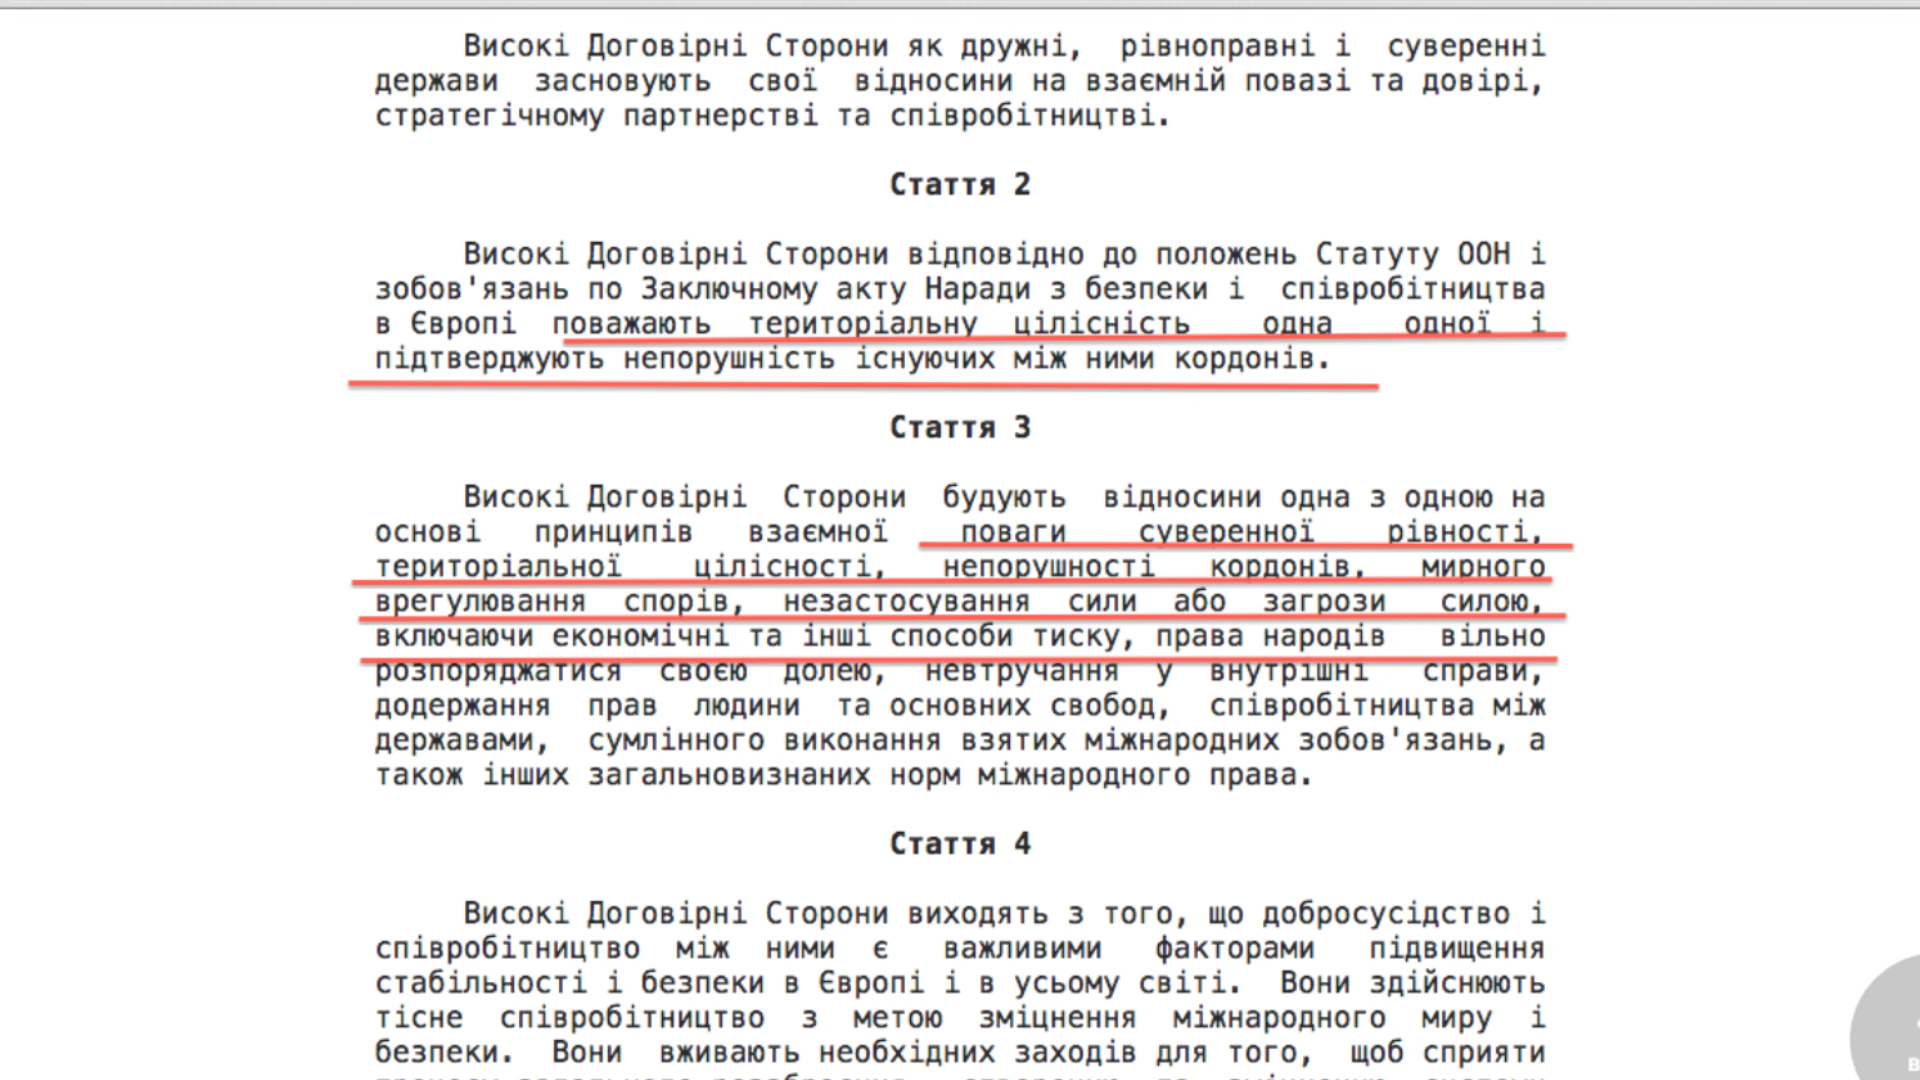 Високі Договірні Сторони як дружні, рівноправні і суверенні
держави засновують свої відносини на взаємній повазі та довірі,
стратегічному партнерстві та співробітництві.
Стаття 2
Високі Договірні Сторони відповідно до положень Статуту ООН і
зобов'язань по Заключному акту Наради з безпеки і співробітництва
в Європі поважають територіальну цілісність одна одної і
підтверджують непорушність існуючих між ними кордонів.
Стаття 3
Високі Договірні Сторони будують відносини одна з одною на
основі принципів взаємної поваги суверенної рівності,
територіальної цілісності, непорушності кордонів, мирного
врегулювання спорів, незастосування сили або загрози силою,
включаючи економічні та інші способи тиску, права народів вільно
розпоряджатися своєю долею, невтручання у внутрішні справи,
додержання прав людини та основних свобод, співробітництва між
державами, сумлінного виконання взятих міжнародних зобов'язань, а
також інших загальновизнаних норм міжнародного права.
Стаття 4
Високі Договірні Сторони виходять з того, що добросусідство і
співробітництво між ними є важливими факторами підвищення
стабільності і безпеки в Європі і в усьому світі. Вони здійснюють
тісне співробітництво з метою зміцнення міжнародного миру і
безпеки. Вони вживають необхідних заходів для того, щоб сприяти